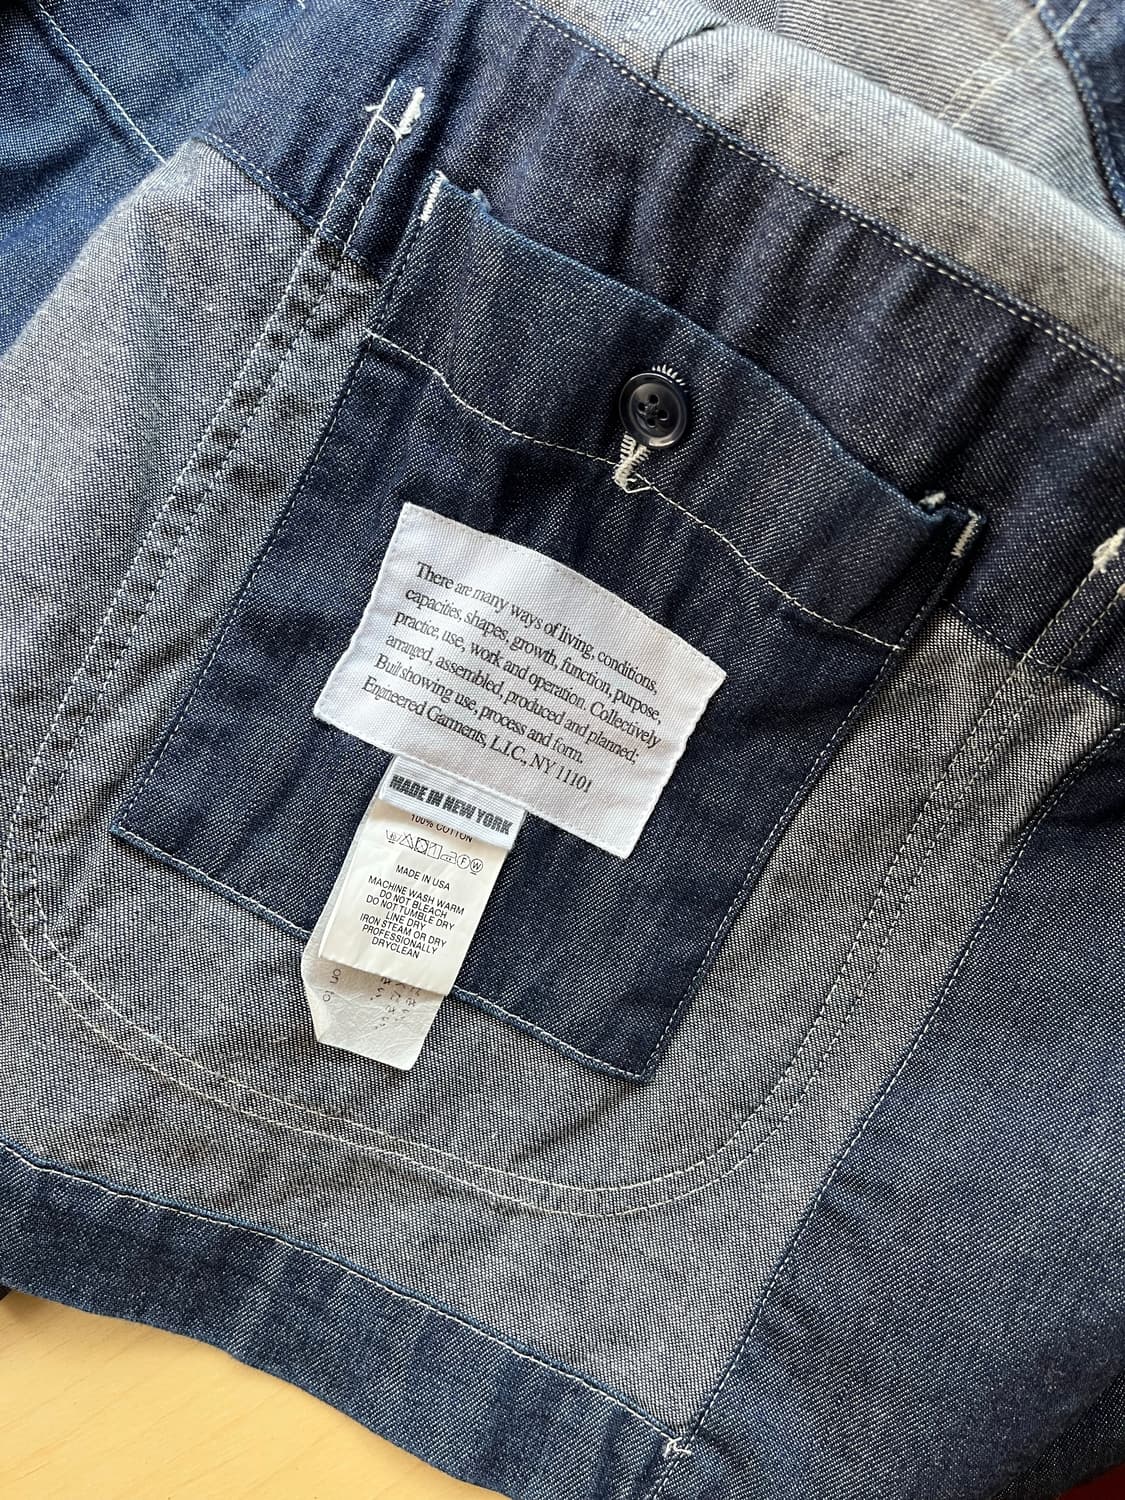 There are many ways of living, conditions,
capacities, shapes, growth, function, purpose,
practice, use, work and operation. Collectively
arranged, assembled, produced and planned;
Built showing use, process and form.
Engineered Garments, L.I.C., NY 11101
MADE IN NEW YORK
100% COTTON
MADE IN USA
MACHINE WASH WARM
DO NOT BLEACH
DO NOT TUMBLE DRY
LINE DRY
IRON STEAM OR DRY
PROFESSIONALLY
DRYCLEAN